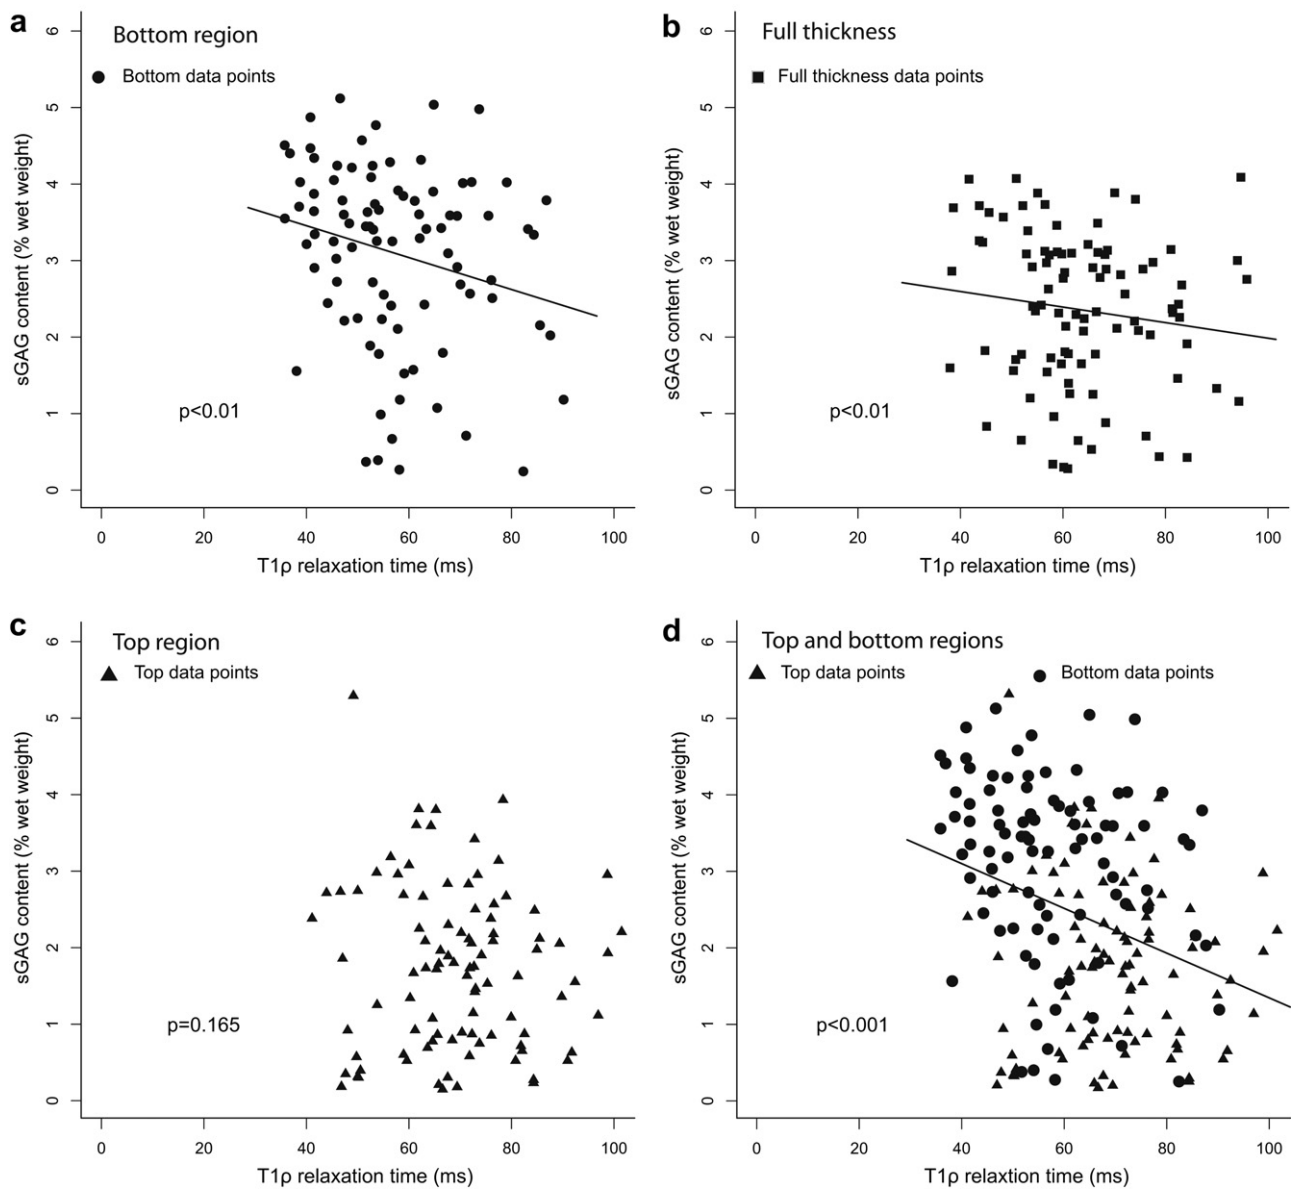 a
Bottom region
Bottom data points
6
5
4
3
2
1
0
sGAG content (% wet weight)
p<0.01
0 20 40 60 80 100
T1ρ relaxation time (ms)
b
Full thickness
Full thickness data points
6
5
4
3
2
1
0
sGAG content (% wet weight)
p<0.01
0 20 40 60 80 100
T1ρ relaxation time (ms)
c
Top region
Top data points
6
5
4
3
2
1
0
sGAG content (% wet weight)
p=0.165
0 20 40 60 80 100
T1ρ relaxation time (ms)
d
Top and bottom regions
Top data points Bottom data points
6
5
4
3
2
1
0
sGAG content (% wet weight)
p<0.001
0 20 40 60 80 100
T1ρ relaxtion time (ms)